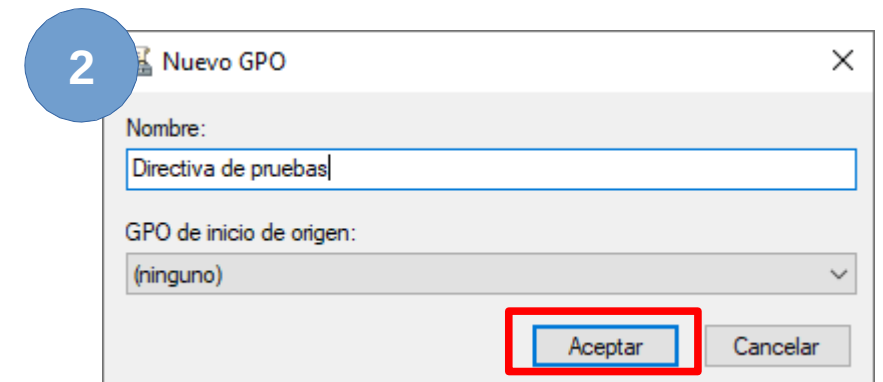 2
Nuevo GPO
Nombre:
Directiva de pruebas
GPO de inicio de origen:
(ninguno)
Aceptar Cancelar